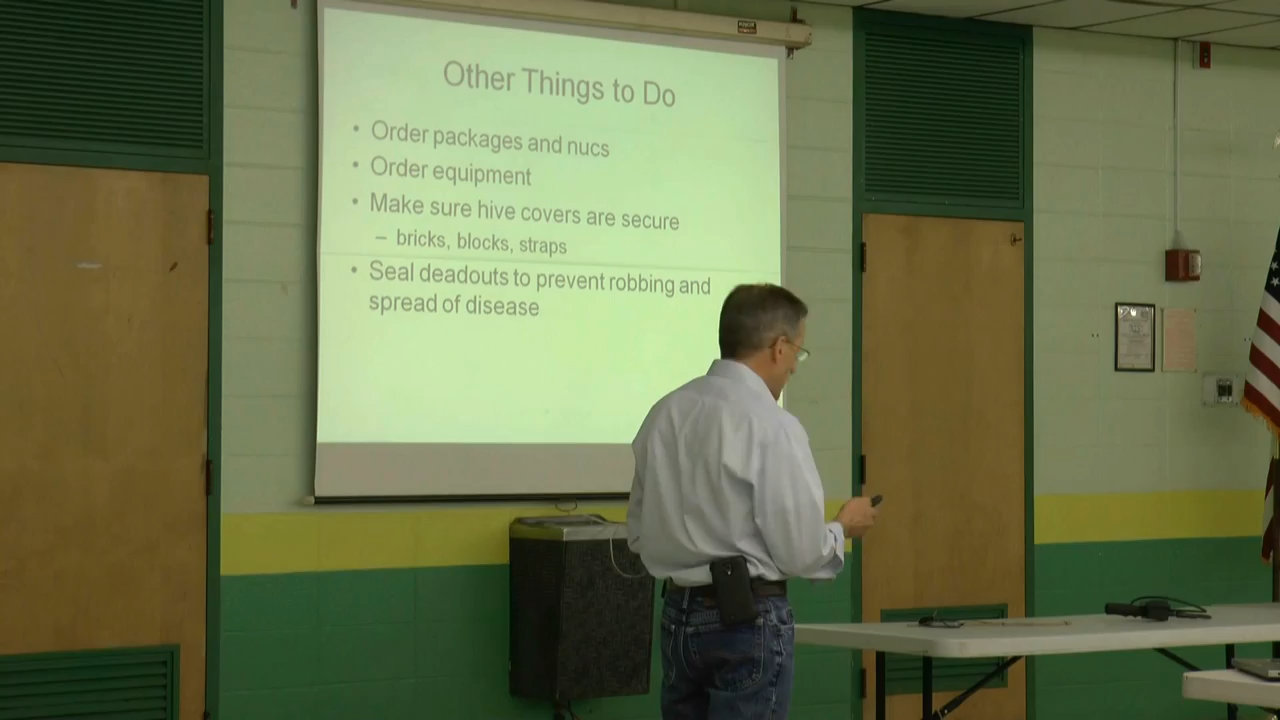 Other Things to Do
• Order packages and nucs
• Order equipment
• Make sure hive covers are secure
– bricks, blocks, straps
• Seal deadouts to prevent robbing and
spread of disease